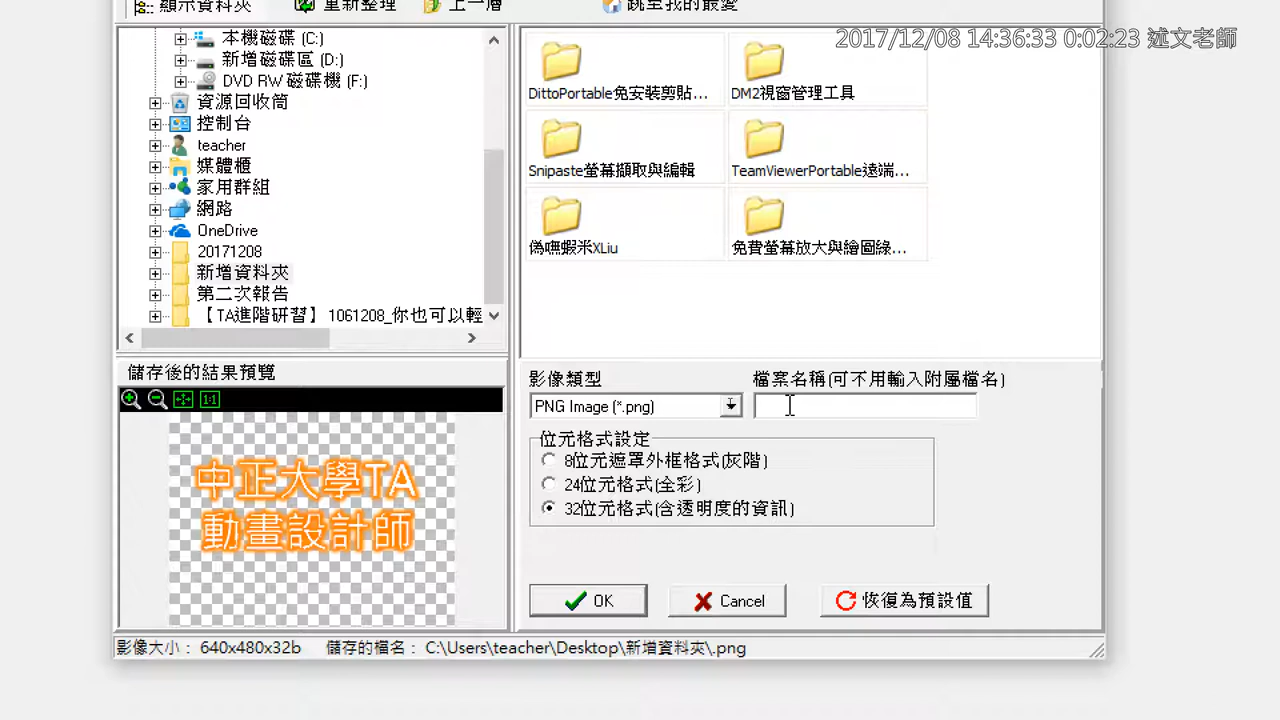 顯示資料夾 重新整理 上一層 跳至我的最愛
2017/12/08 14:36:33 0:02:23 述文老師
本機磁碟 (C:)
新增磁碟區 (D:)
DVD RW 磁碟機 (F:)
資源回收筒
控制台
teacher
媒體櫃
家用群組
網路
OneDrive
20171208
新增資料夾
第二次報告
【TA進階研習】 1061208_你也可以輕
DittoPortable免安裝剪貼...
DM2視窗管理工具
Snipaste螢幕擷取與編輯
TeamViewerPortable遠端...
偽嘸蝦米XLiu
免費螢幕放大與繪圖錄...
儲存後的結果預覽
1:1
中正大學TA
動畫設計師
影像類型
PNG Image (*.png)
檔案名稱(可不用輸入附屬檔名)
位元格式設定
8位元遮罩外框格式(灰階)
24位元格式(全彩)
32位元格式(含透明度的資訊)
OK
Cancel
恢復為預設值
影像大小： 640x480x32b 儲存的檔名： C:\Users\teacher\Desktop\新增資料夾\.png